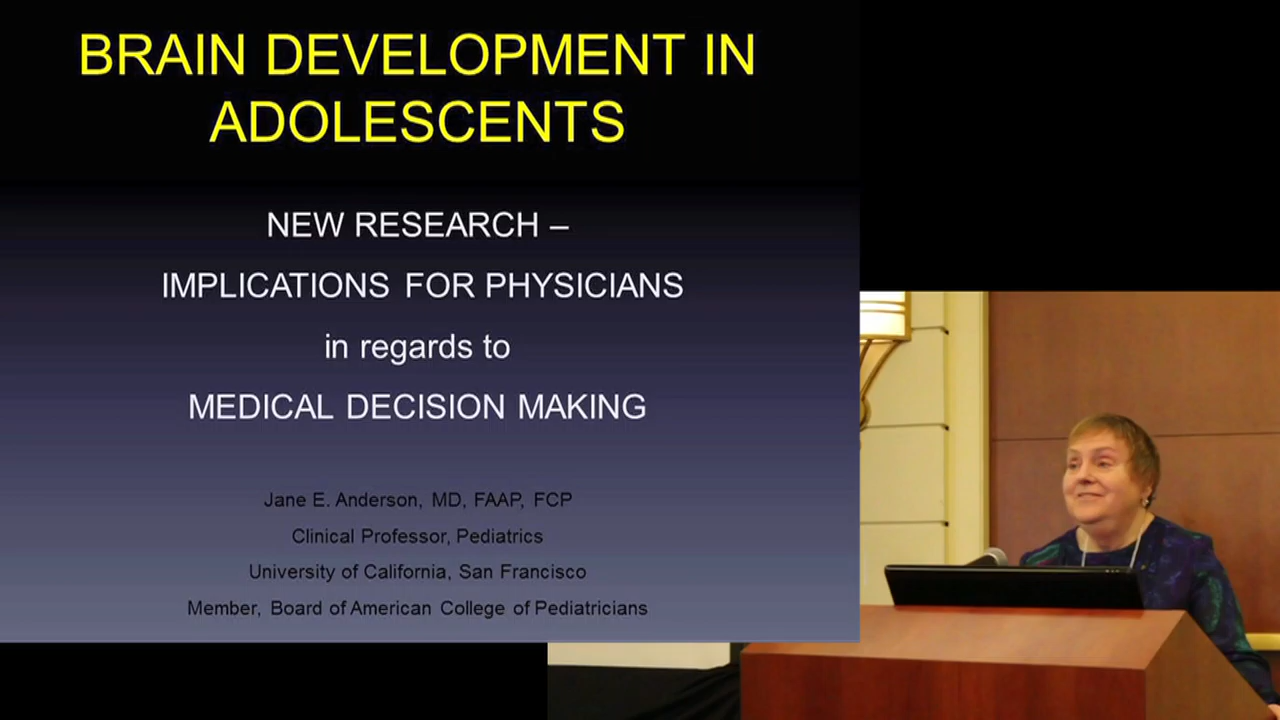 BRAIN DEVELOPMENT IN
ADOLESCENTS
NEW RESEARCH –
IMPLICATIONS FOR PHYSICIANS
in regards to
MEDICAL DECISION MAKING
Jane E. Anderson, MD, FAAP, FCP
Clinical Professor, Pediatrics
University of California, San Francisco
Member, Board of American College of Pediatricians